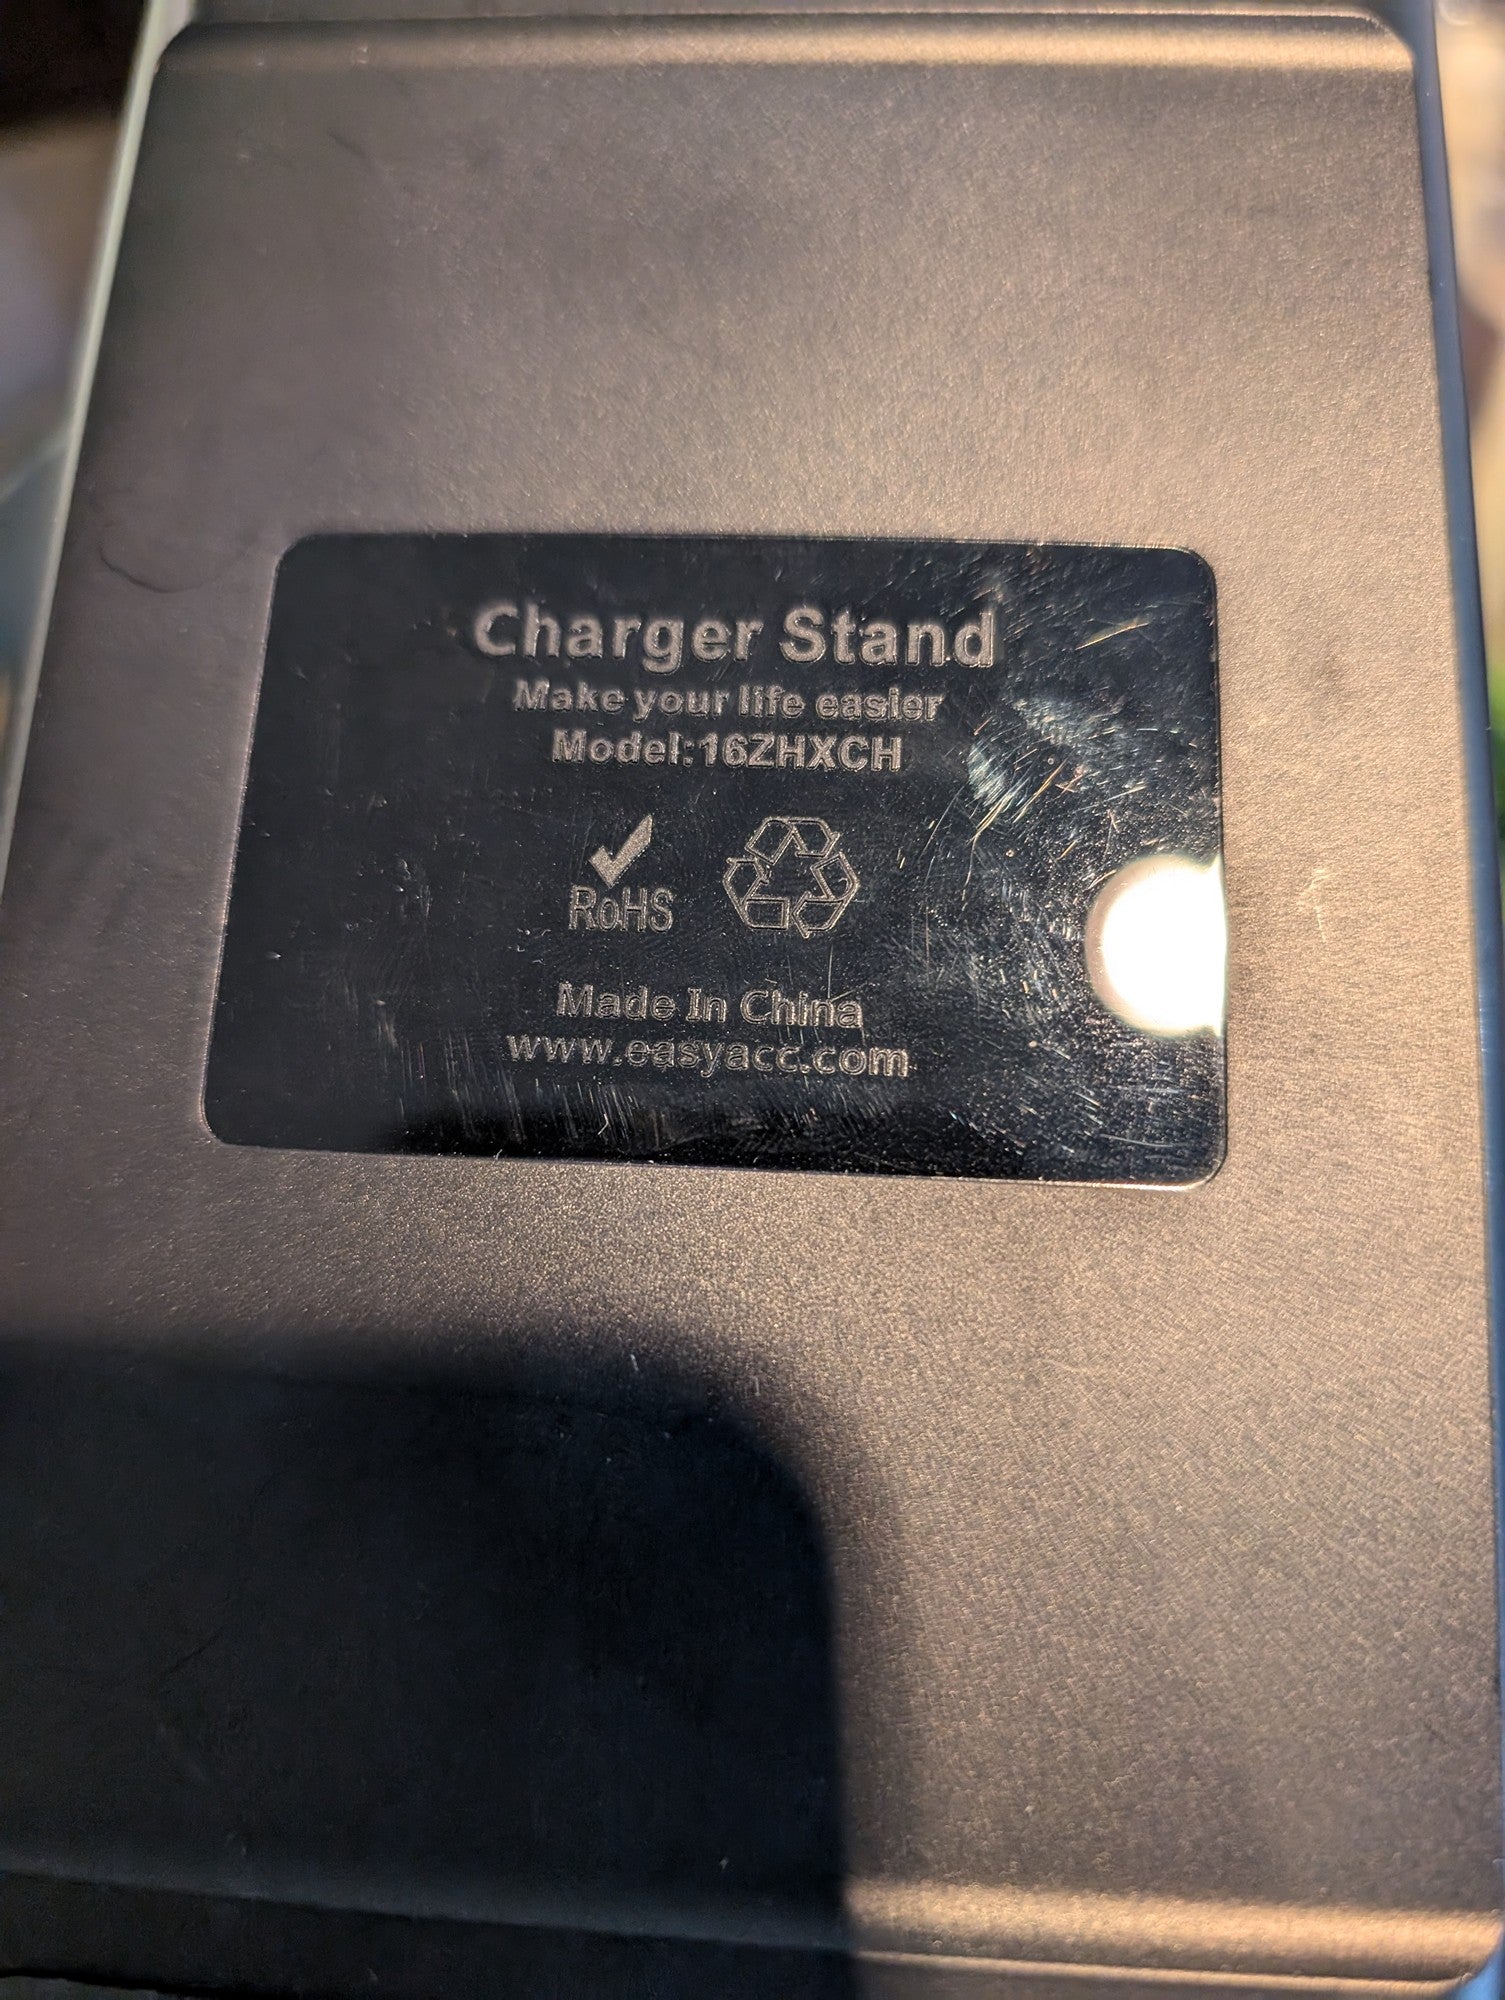 Charger Stand
Make your life easier
Model:16ZHXCH
RoHS
Made In China
www.easyacc.com